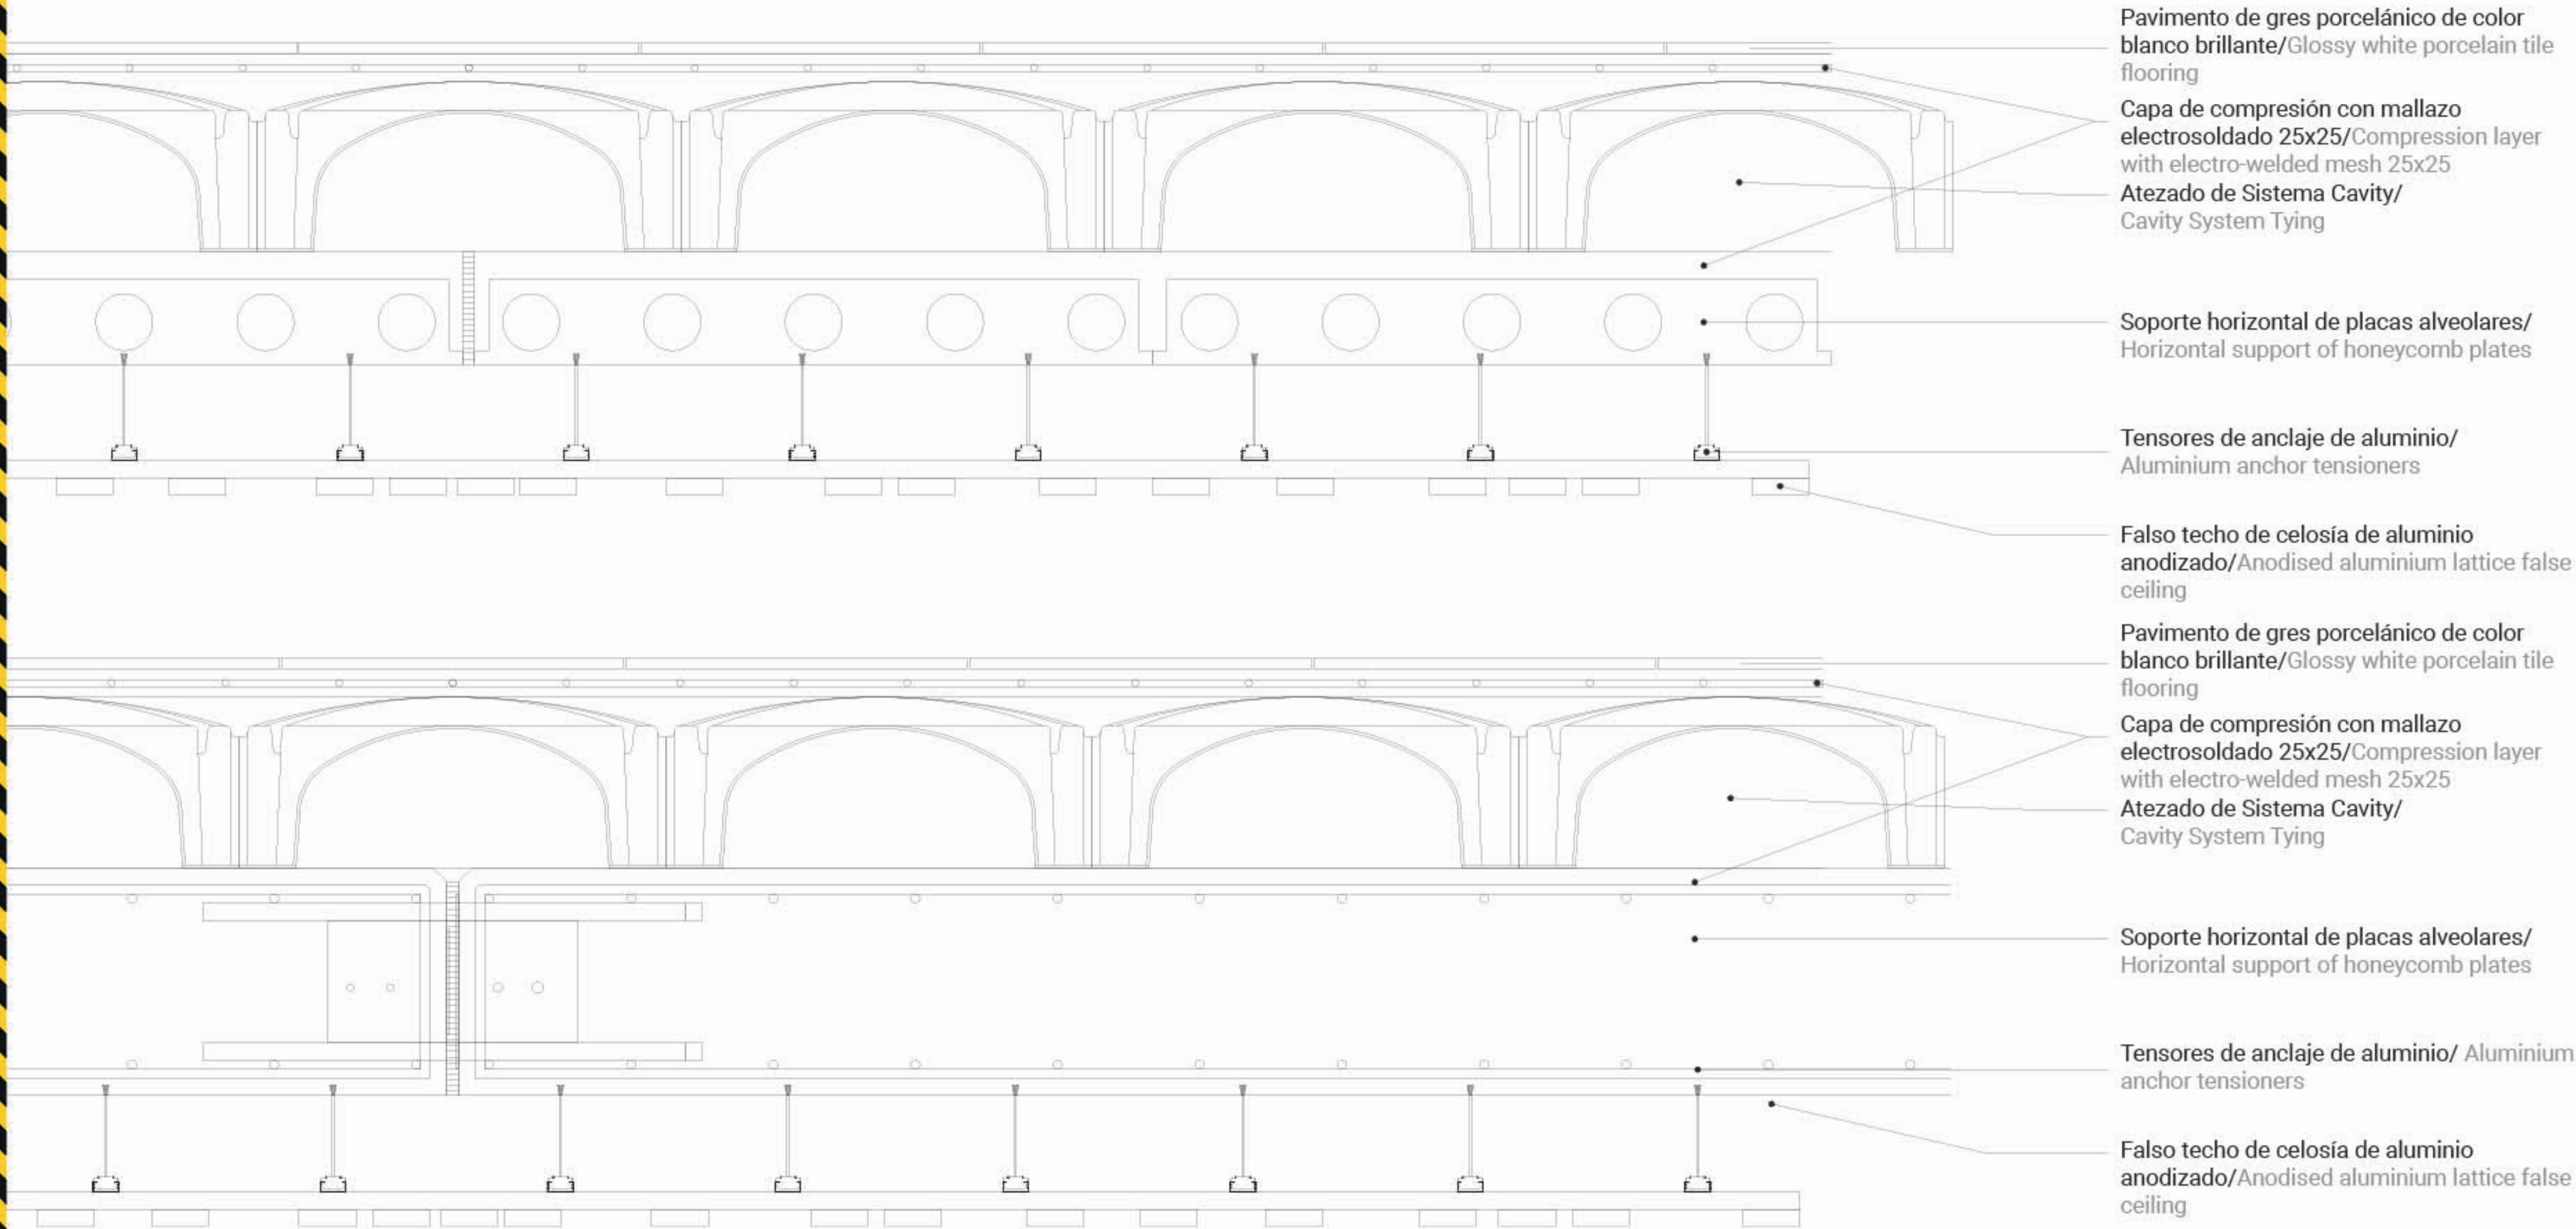 Pavimento de gres porcelánico de color
blanco brillante/Glossy white porcelain tile
flooring
Capa de compresión con mallazo
electrosoldado 25x25/Compression layer
with electro-welded mesh 25x25
Atezado de Sistema Cavity/
Cavity System Tying
Soporte horizontal de placas alveolares/
Horizontal support of honeycomb plates
Tensores de anclaje de aluminio/
Aluminium anchor tensioners
Falso techo de celosía de aluminio
anodizado/Anodised aluminium lattice false
ceiling
Pavimento de gres porcelánico de color
blanco brillante/Glossy white porcelain tile
flooring
Capa de compresión con mallazo
electrosoldado 25x25/Compression layer
with electro-welded mesh 25x25
Atezado de Sistema Cavity/
Cavity System Tying
Soporte horizontal de placas alveolares/
Horizontal support of honeycomb plates
Tensores de anclaje de aluminio/ Aluminium
anchor tensioners
Falso techo de celosía de aluminio
anodizado/Anodised aluminium lattice false
ceiling